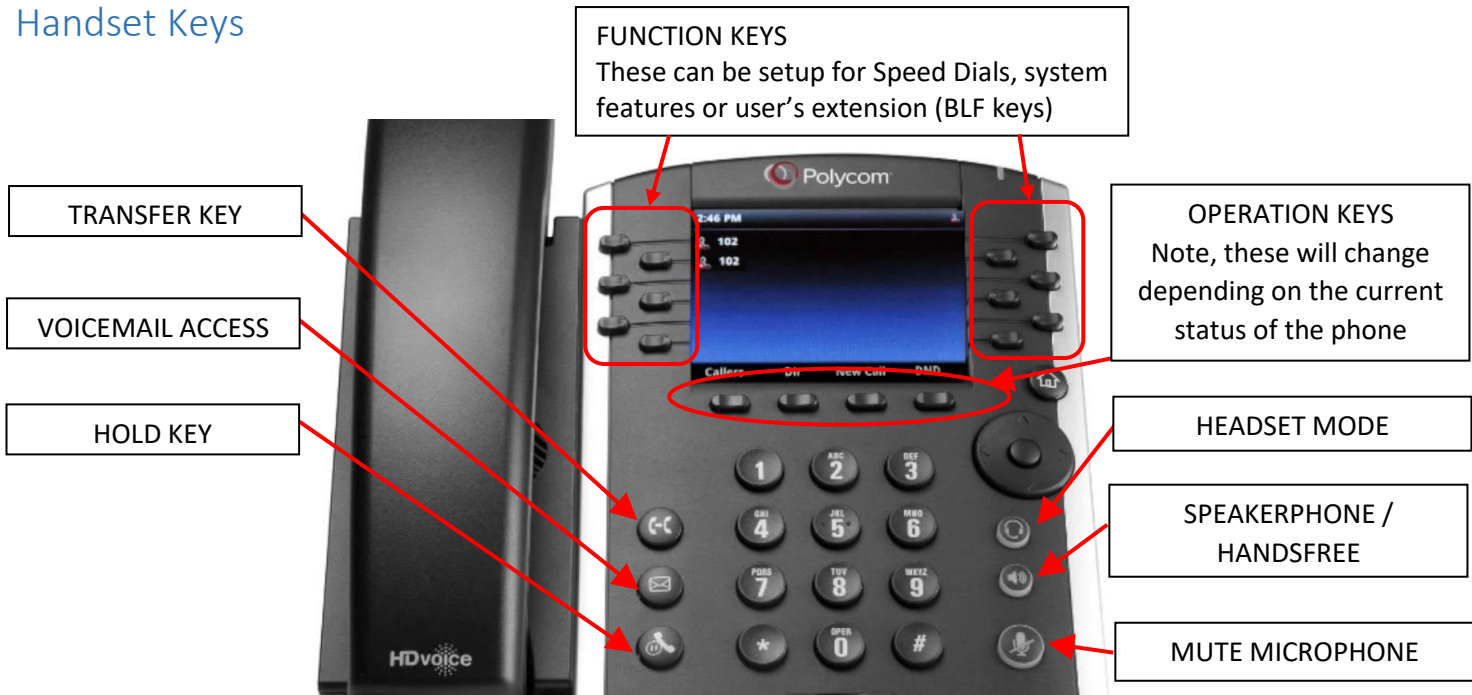 Handset Keys
FUNCTION KEYS
These can be setup for Speed Dials, system
features or user’s extension (BLF keys)
TRANSFER KEY
VOICEMAIL ACCESS
HOLD KEY
Polycom
2:46 PM
102
102
Callers Dir New Call DND
OPERATION KEYS
Note, these will change
depending on the current
status of the phone
HEADSET MODE
SPEAKERPHONE /
HANDSFREE
MUTE MICROPHONE
1
ABC
2
DEF
3
GHI
4
JKL
5
MNO
6
PQRS
7
TUV
8
WXYZ
9
*
OPER
0
#
HDvoice